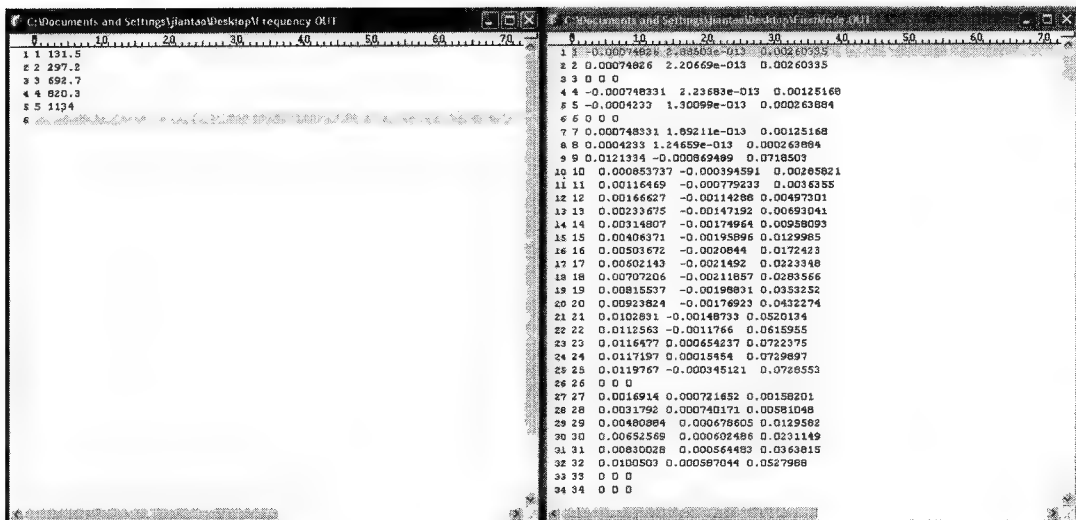 C:\Documents and Settings\jiantao\Desktop\Frequency.OUT
0 10 20 30 40 50 60 70
1 1 131.5
2 2 297.2
3 3 692.7
4 4 820.3
5 5 1134
6
C:\Documents and Settings\jiantao\Desktop\FirstMode.OUT
0 10 20 30 40 50 60 70
1 1 -0.00074826 2.88503e-013 0.00260335
2 2 0.00074826 2.20669e-013 0.00260335
3 3 0 0 0
4 4 -0.000748331 2.23683e-013 0.00125168
5 5 -0.0004233 1.30099e-013 0.000263884
6 6 0 0 0
7 7 0.000748331 1.89211e-013 0.00125168
8 8 0.0004233 1.24659e-013 0.000263884
9 9 0.0121334 -0.000869489 0.0718503
10 10 0.000853737 -0.000394591 0.00285821
11 11 0.00116469 -0.000779233 0.0036355
12 12 0.00166627 -0.00114288 0.00497301
13 13 0.00233675 -0.00147192 0.00693041
14 14 0.00314807 -0.00174964 0.00958093
15 15 0.00406371 -0.00195896 0.0129985
16 16 0.00503672 -0.0020844 0.0172423
17 17 0.00602143 -0.0021492 0.0223348
18 18 0.00707206 -0.00211857 0.0283566
19 19 0.00815537 -0.00198831 0.0353252
20 20 0.00923824 -0.00176923 0.0432274
21 21 0.0102831 -0.00148733 0.0520134
22 22 0.0112563 -0.0011766 0.0615955
23 23 0.0116477 0.000654237 0.0722375
24 24 0.0117197 0.00015454 0.0729897
25 25 0.0119767 -0.000345121 0.0728553
26 26 0 0 0
27 27 0.0016914 0.000721652 0.00158201
28 28 0.0031792 0.000740171 0.00581048
29 29 0.00480884 0.000678605 0.0129582
30 30 0.00652569 0.000602486 0.0231149
31 31 0.00830028 0.000564483 0.0363815
32 32 0.0100503 0.000587044 0.0527988
33 33 0 0 0
34 34 0 0 0